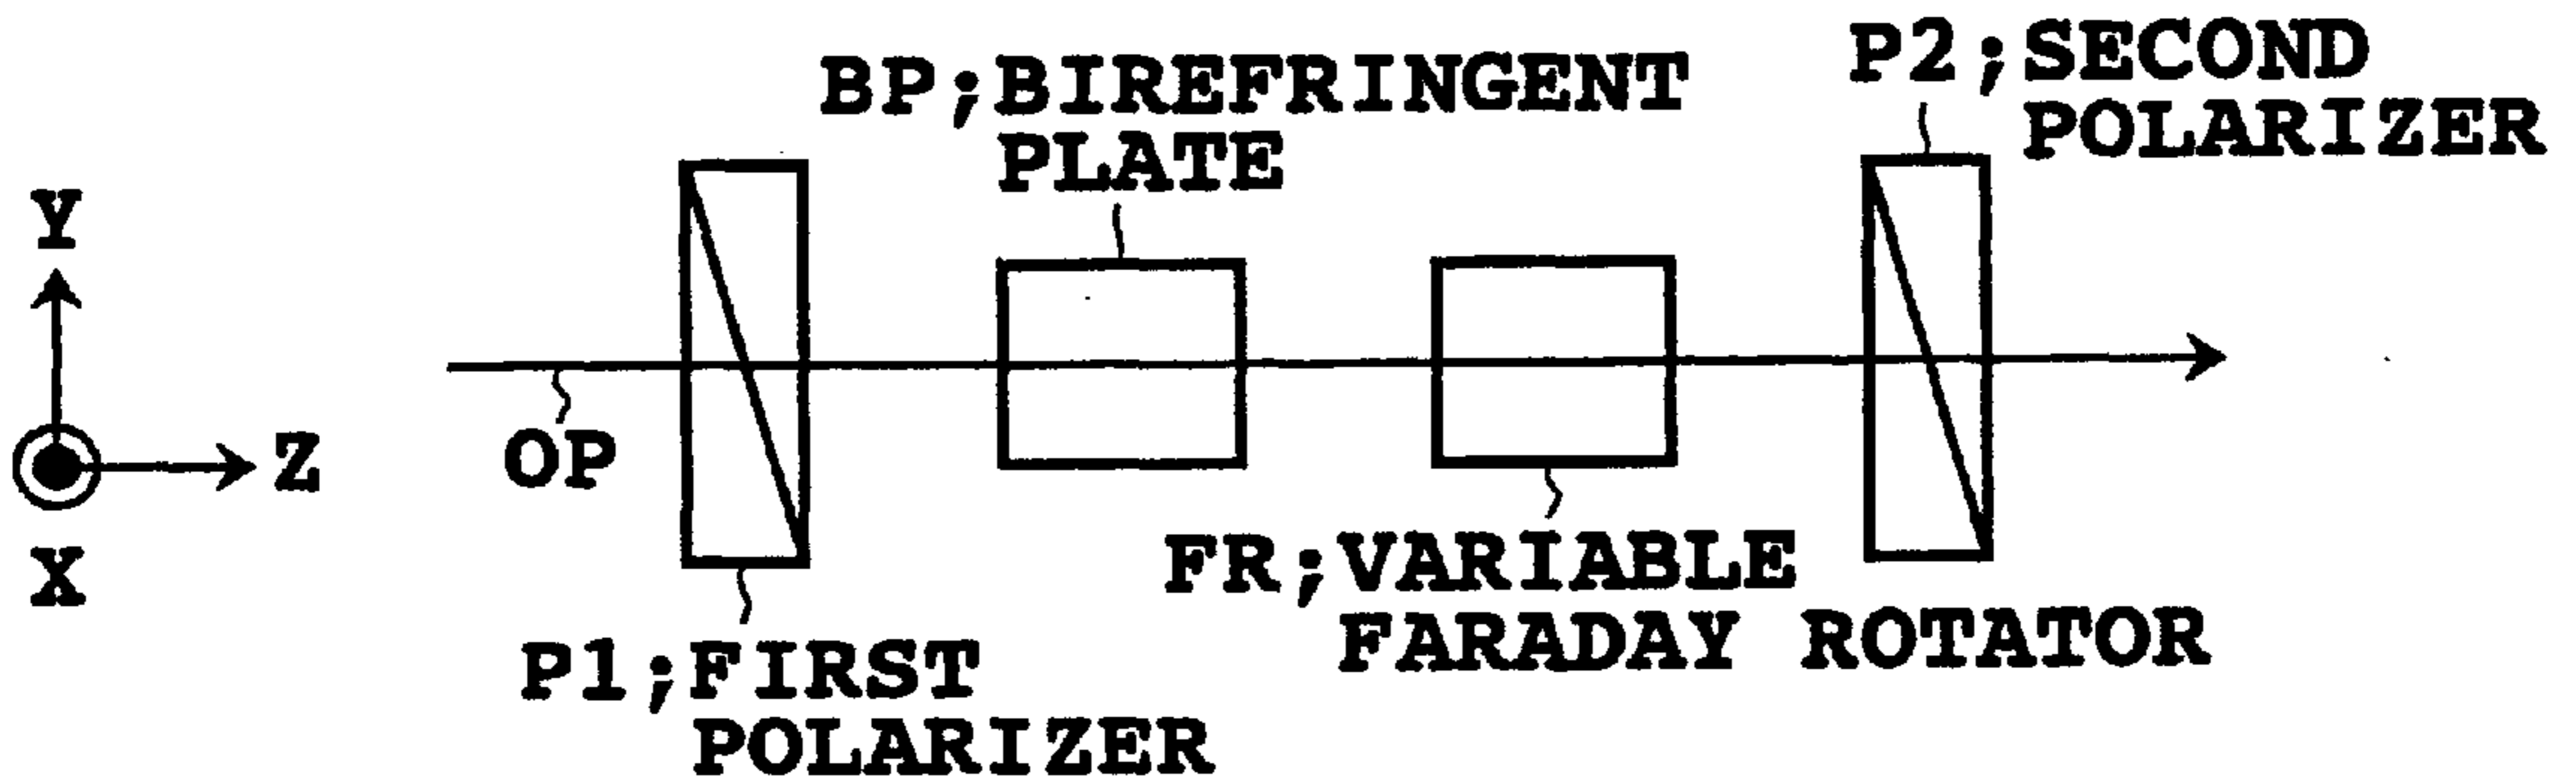 P2;SECOND
POLARIZER
BP;BIREFRINGENT
PLATE
Y
Z
X
OP
FR;VARIABLE
FARADAY ROTATOR
P1;FIRST
POLARIZER